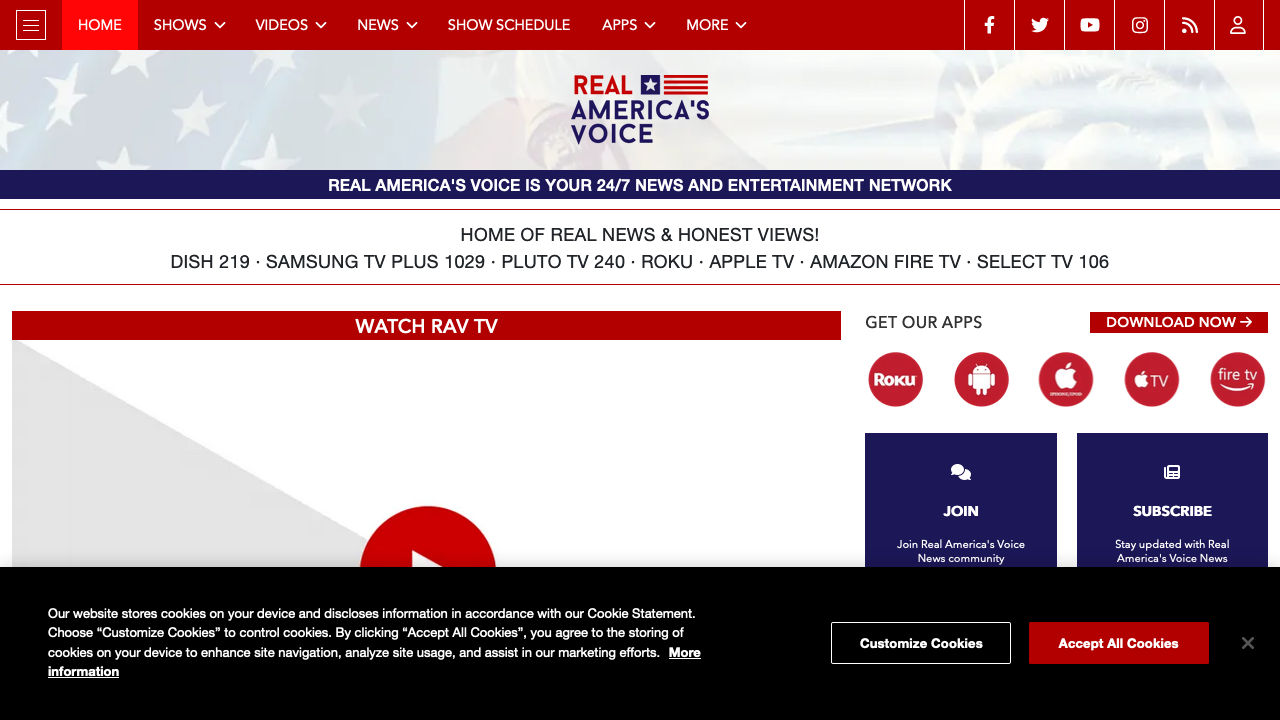 HOME SHOWS VIDEOS NEWS SHOW SCHEDULE APPS MORE
REAL
AMERICA'S
VOICE
REAL AMERICA'S VOICE IS YOUR 24/7 NEWS AND ENTERTAINMENT NETWORK
HOME OF REAL NEWS & HONEST VIEWS!
DISH 219 · SAMSUNG TV PLUS 1029 · PLUTO TV 240 · ROKU · APPLE TV · AMAZON FIRE TV · SELECT TV 106
WATCH RAV TV
GET OUR APPS
DOWNLOAD NOW
Roku
TV
fire tv
JOIN
Join Real America's Voice
News community
SUBSCRIBE
Stay updated with Real
America's Voice News
Our website stores cookies on your device and discloses information in accordance with our Cookie Statement.
Choose “Customize Cookies” to control cookies. By clicking “Accept All Cookies”, you agree to the storing of
cookies on your device to enhance site navigation, analyze site usage, and assist in our marketing efforts. More
information
Customize Cookies
Accept All Cookies